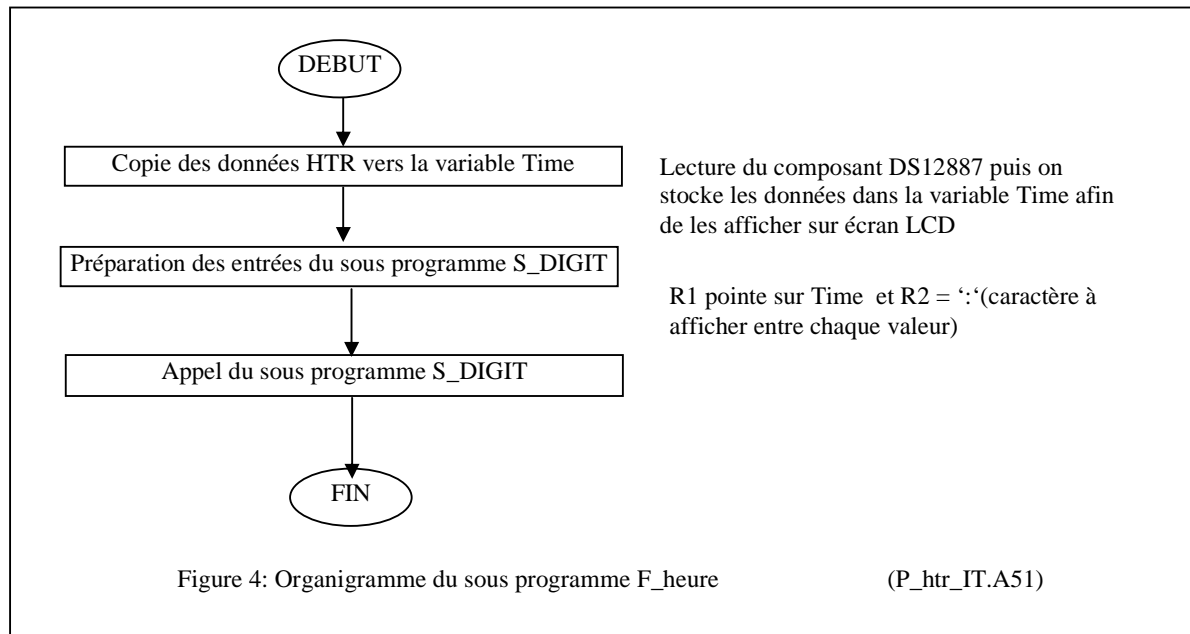 DEBUT
Copie des données HTR vers la variable Time
Lecture du composant DS12887 puis on
stocke les données dans la variable Time afin
de les afficher sur écran LCD
Préparation des entrées du sous programme S_DIGIT
R1 pointe sur Time et R2 = ‘:‘(caractère à
afficher entre chaque valeur)
Appel du sous programme S_DIGIT
FIN
Figure 4: Organigramme du sous programme F_heure (P_htr_IT.A51)